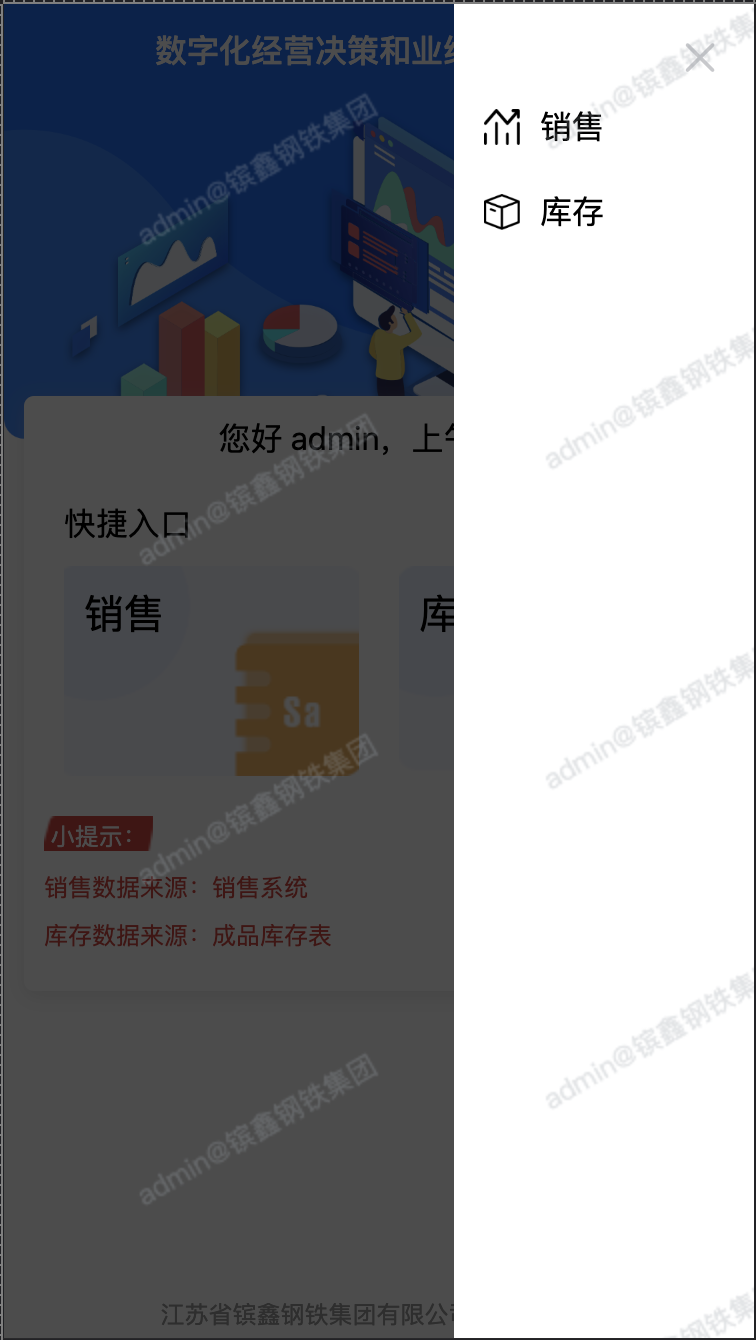 数字化经营决策和业
销售
库存
admin@镔鑫钢铁集团
您好 admin，上
快捷入口
销售
库
Sa
小提示：
销售数据来源：销售系统
库存数据来源：成品库存表
江苏省镔鑫钢铁集团有限公